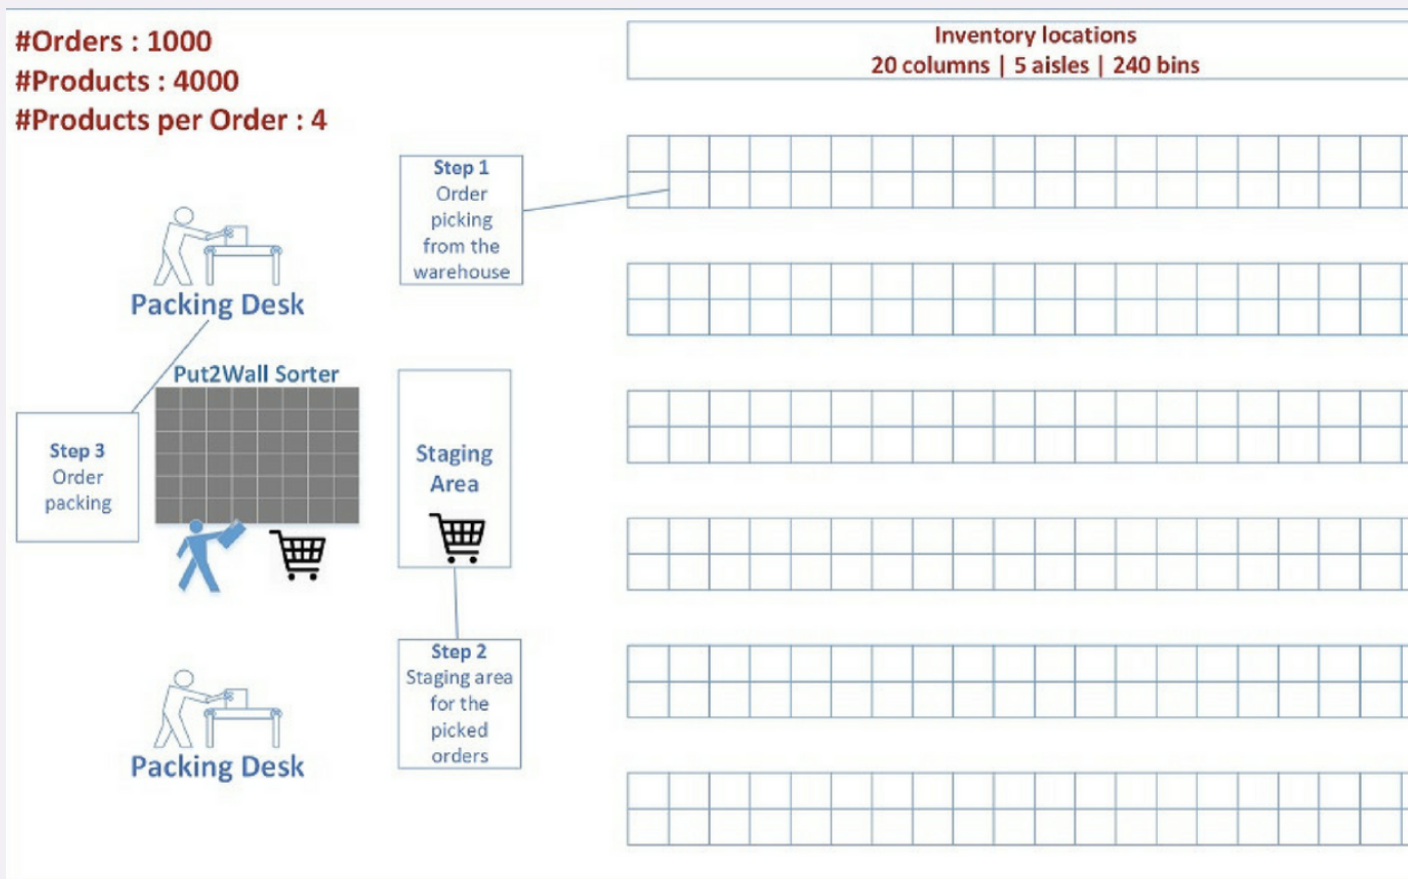 #Orders : 1000
#Products : 4000
#Products per Order : 4
Inventory locations
20 columns | 5 aisles | 240 bins
Step 1
Order
picking
from the
warehouse
Packing Desk
Put2Wall Sorter
Step 3
Order
packing
Staging
Area
Step 2
Staging area
for the
picked
orders
Packing Desk